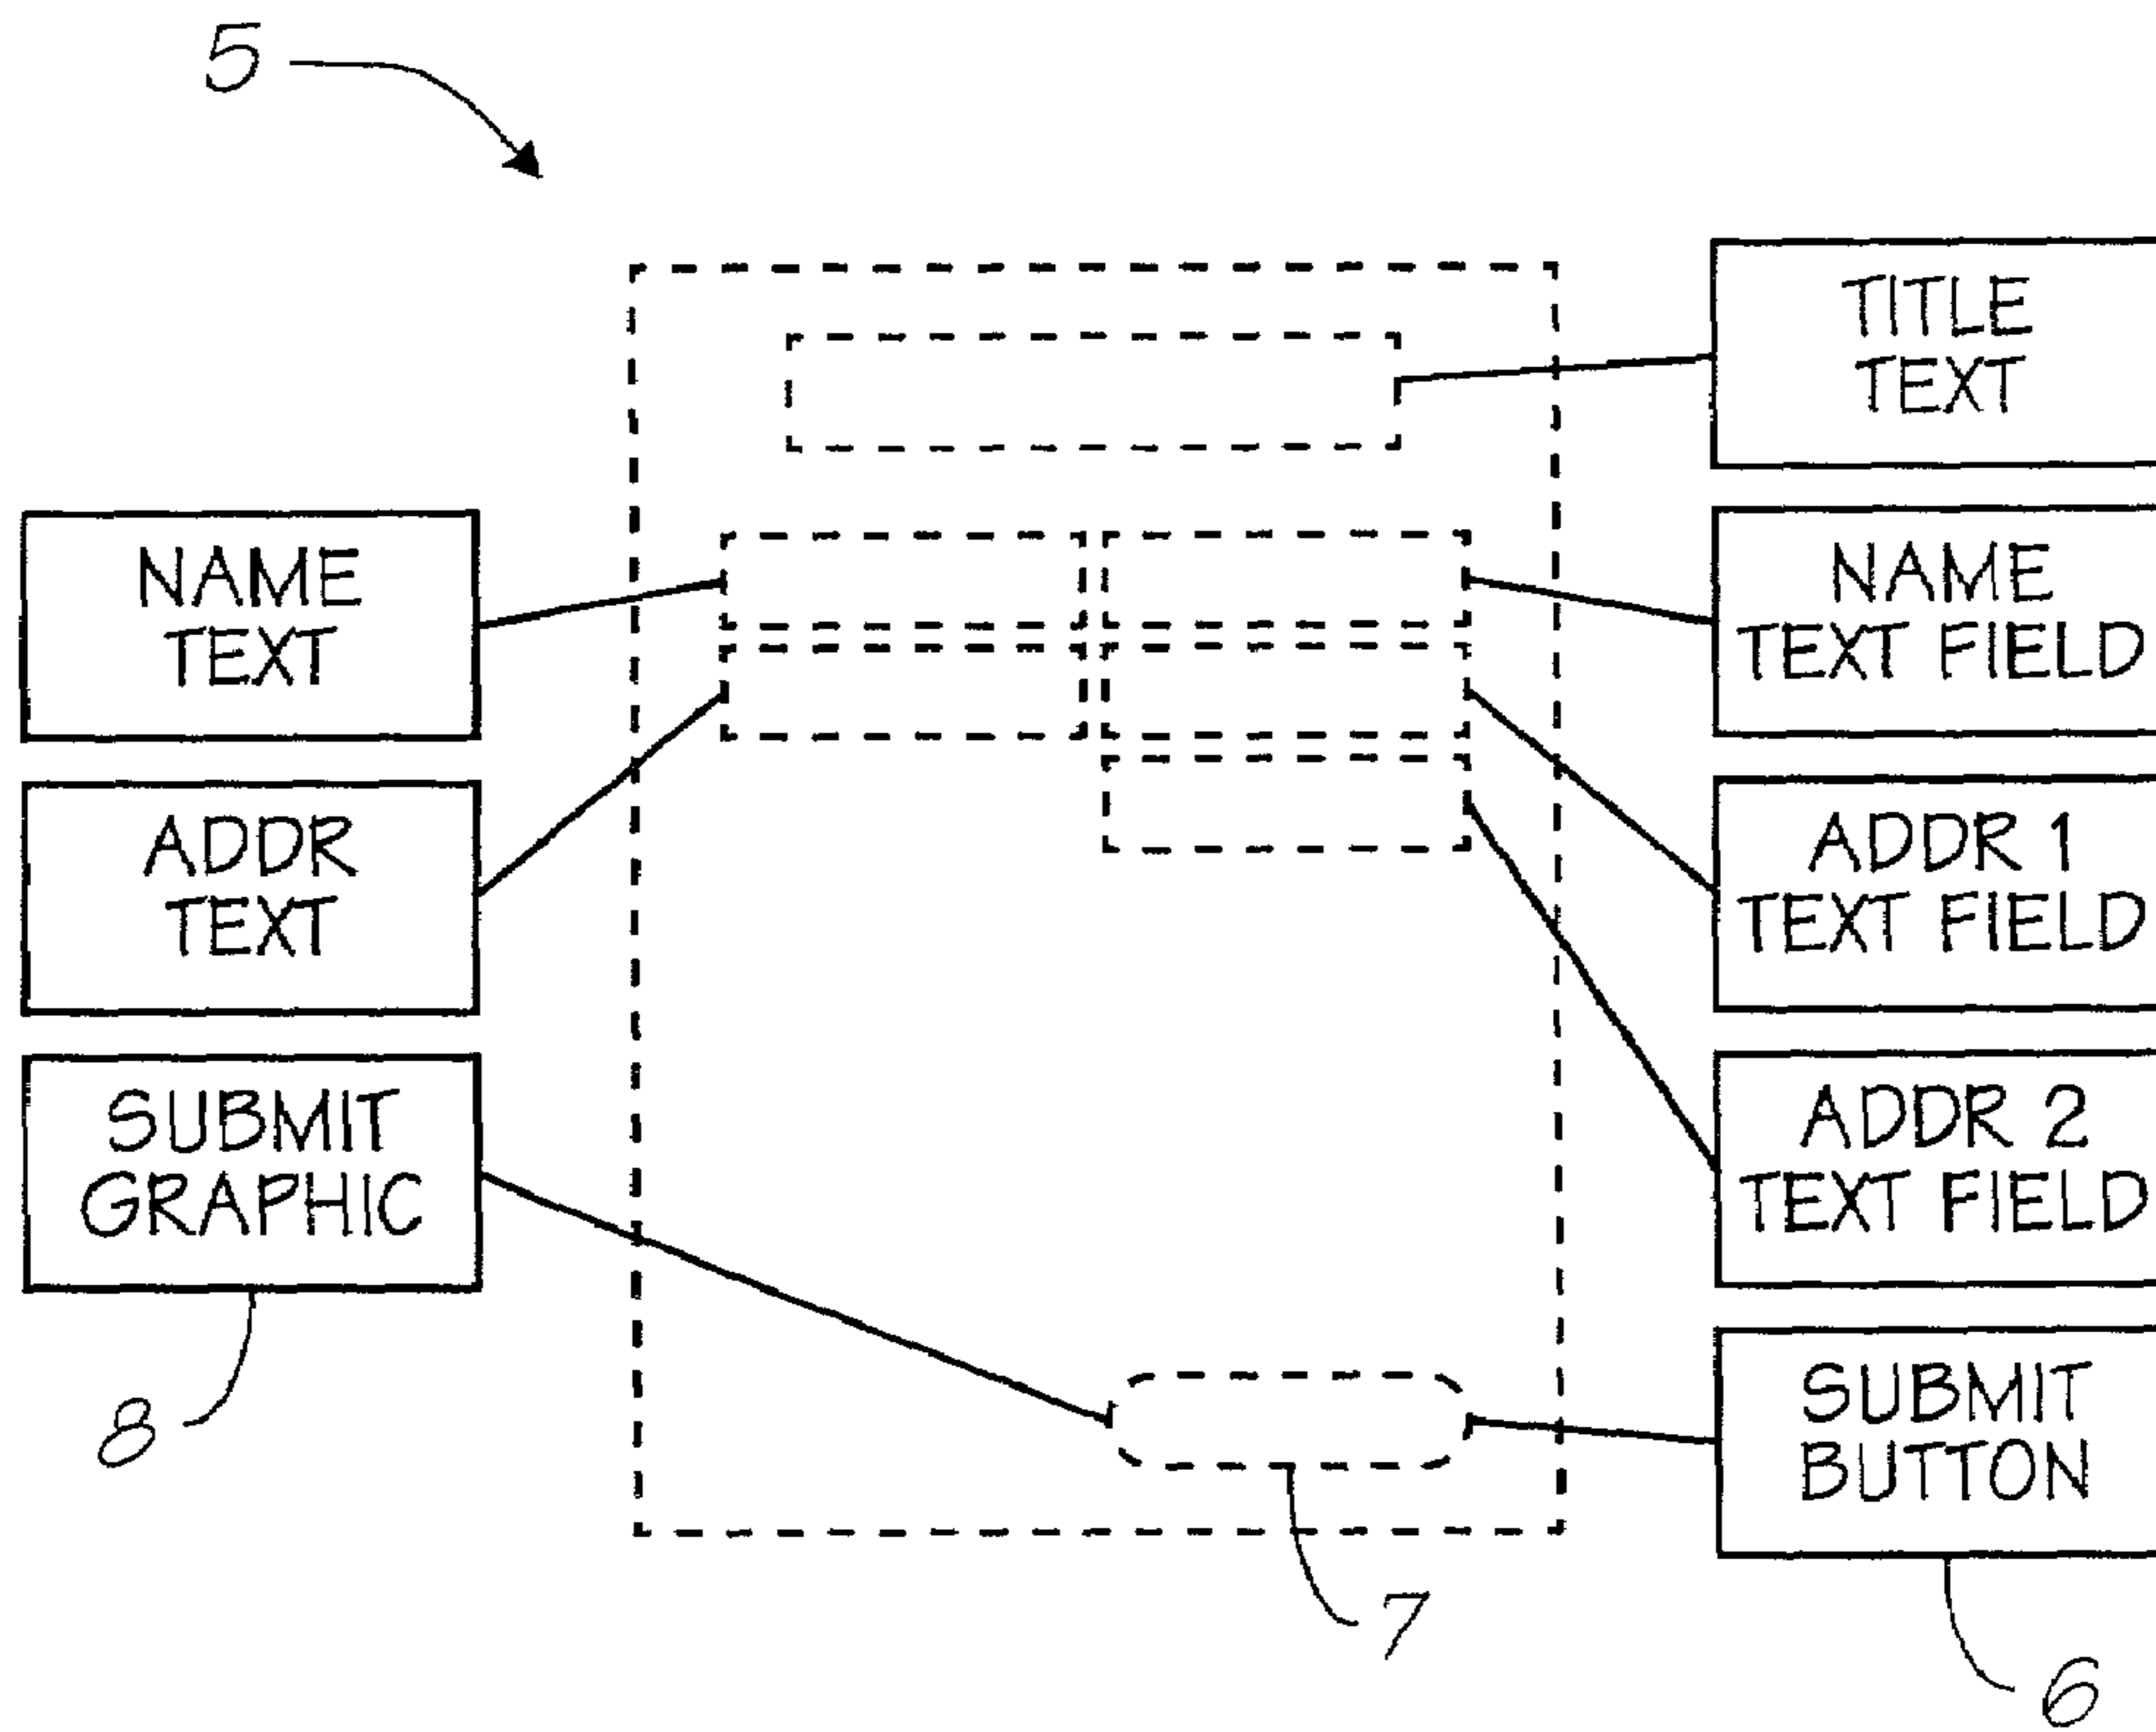 5
TITLE
TEXT
NAME
TEXT
NAME
TEXT FIELD
ADDR
TEXT
ADDR 1
TEXT FIELD
SUBMIT
GRAPHIC
ADDR 2
TEXT FIELD
SUBMIT
BUTTON
8
7
6